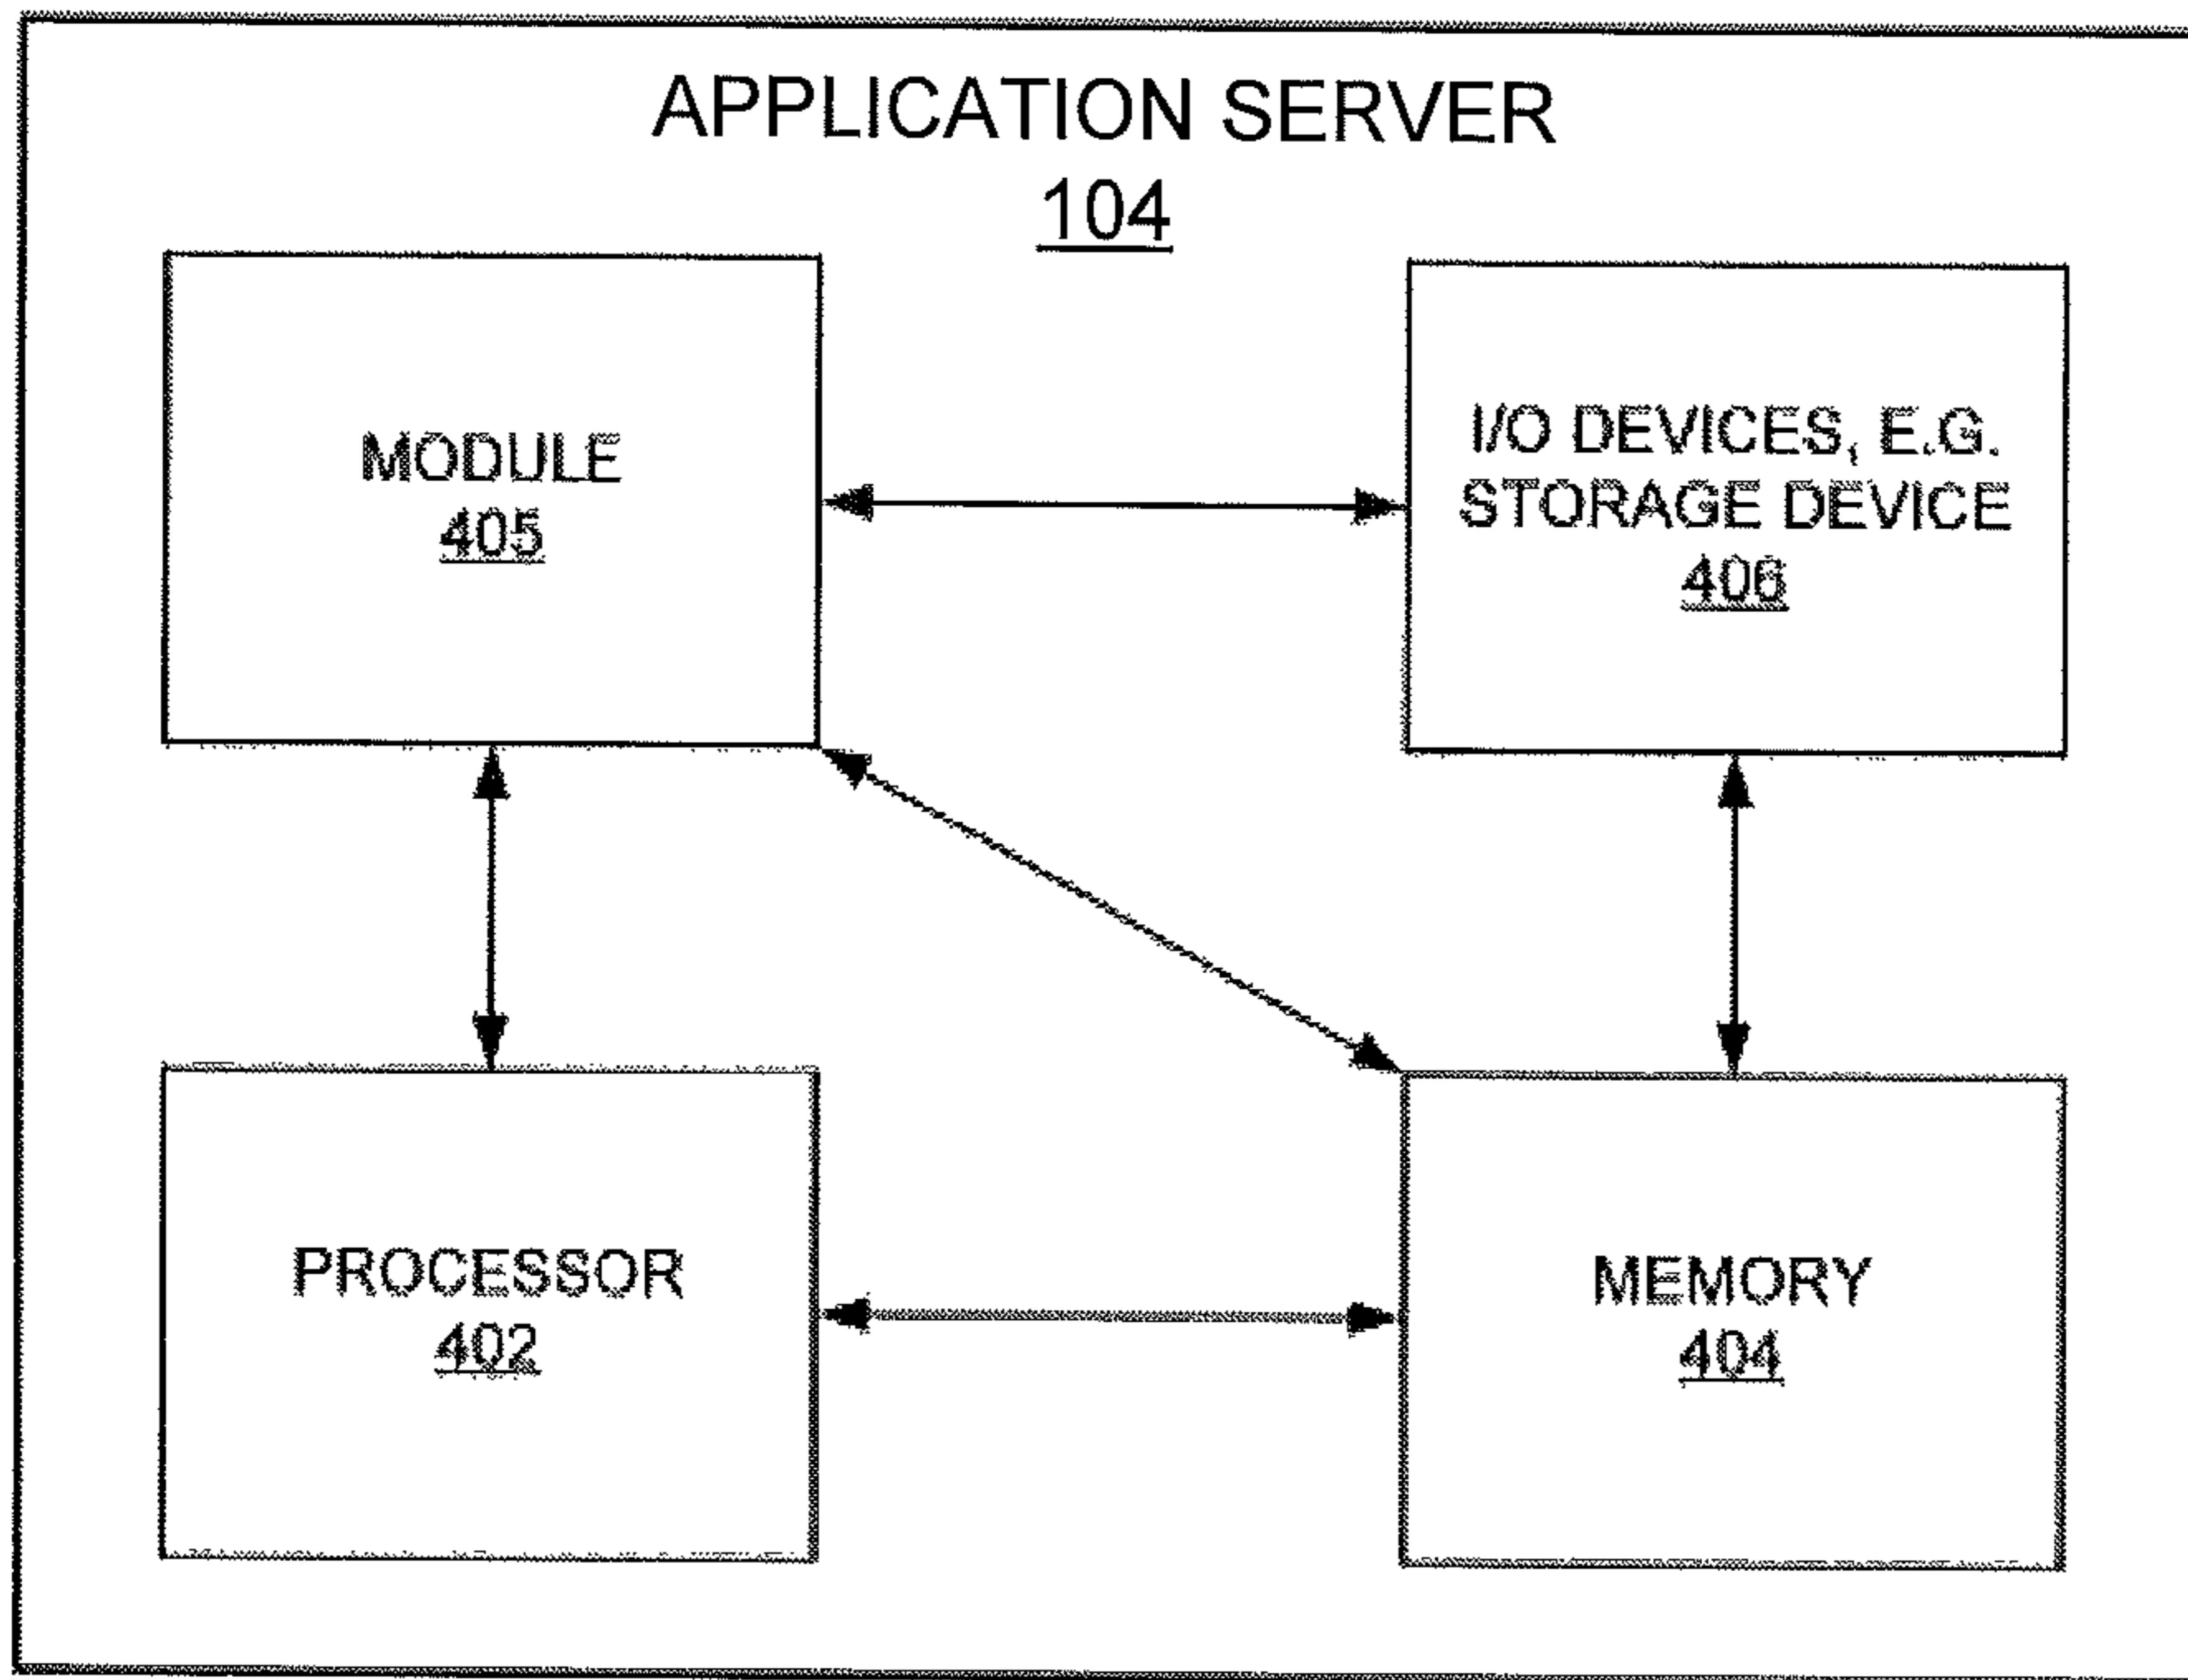 APPLICATION SERVER
104
MODULE
405
I/O DEVICES, E.G.
STORAGE DEVICE
406
PROCESSOR
402
MEMORY
404